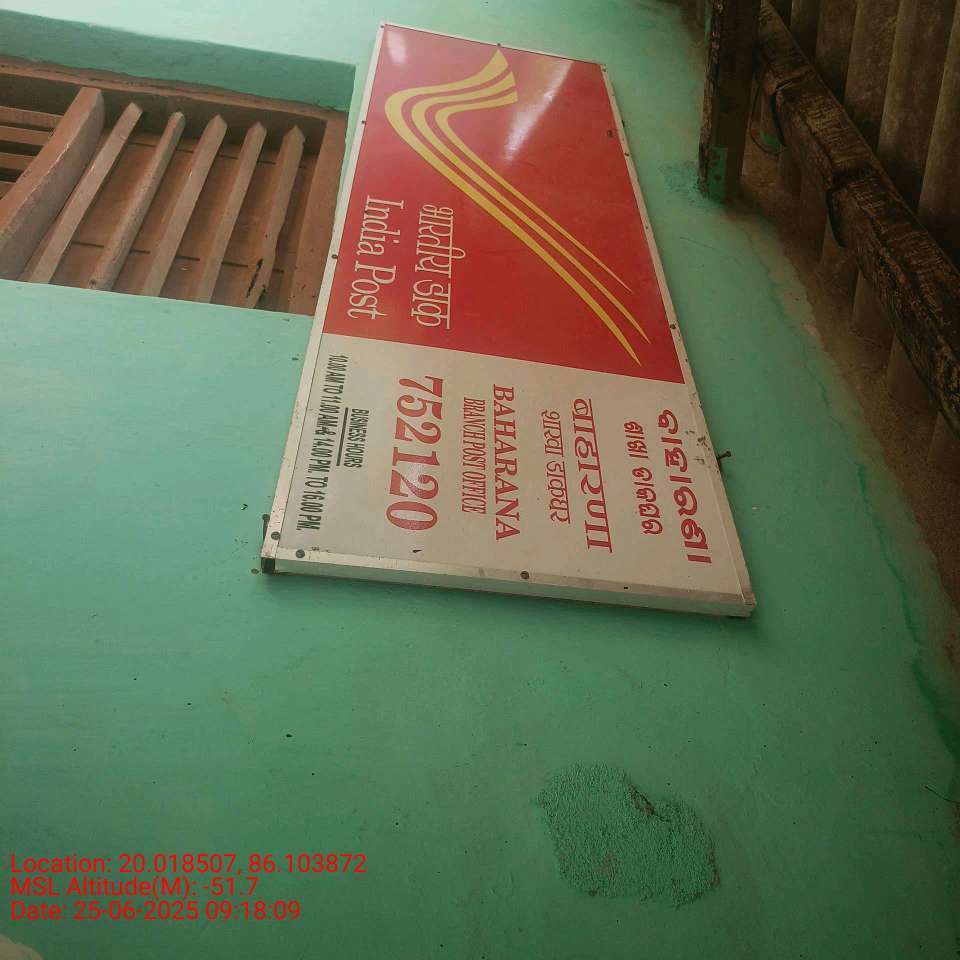 भारतीय डाक
India Post
ବାହାରଣା
ଶାଖା ଡାକଘର
बाहारणा
शाखा डाकघर
BAHARANA
BRANCH POST OFFICE
752120
BUSINESS HOURS
10.00 AM TO 11.00 AM & 14.00 PM. TO 16.00 PM.
Location: 20.018507, 86.103872
MSL Altitude(M): -51.7
Date: 25-06-2025 09:18:09